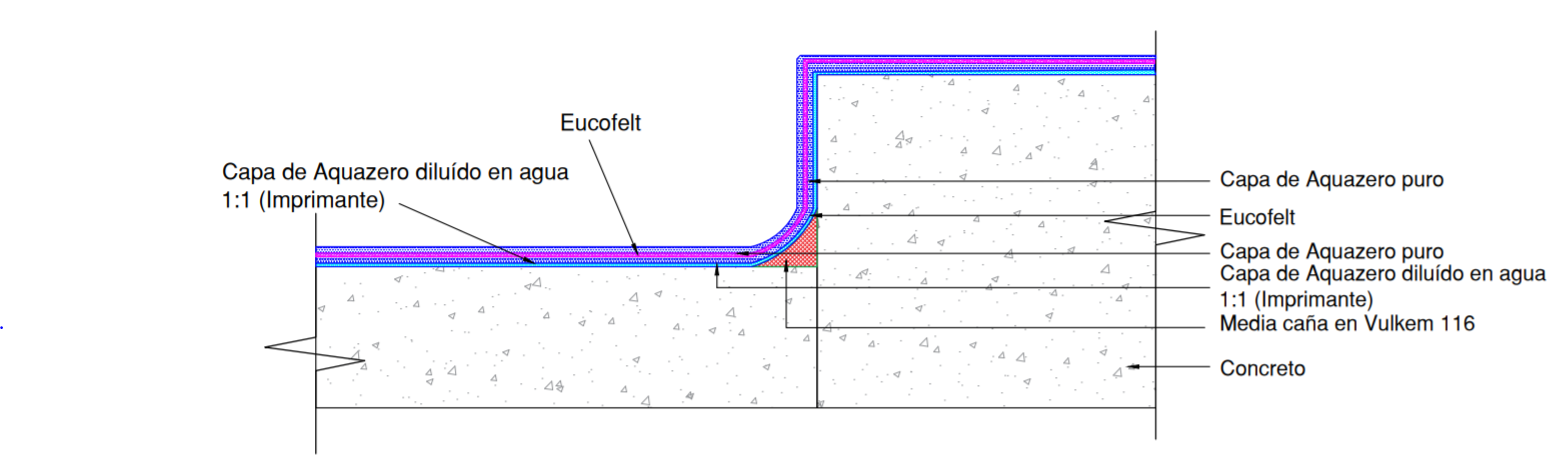 Eucofelt
Capa de Aquazero diluído en agua
1:1 (Imprimante)
Capa de Aquazero puro
Eucofelt
Capa de Aquazero puro
Capa de Aquazero diluído en agua
1:1 (Imprimante)
Media caña en Vulkem 116
Concreto